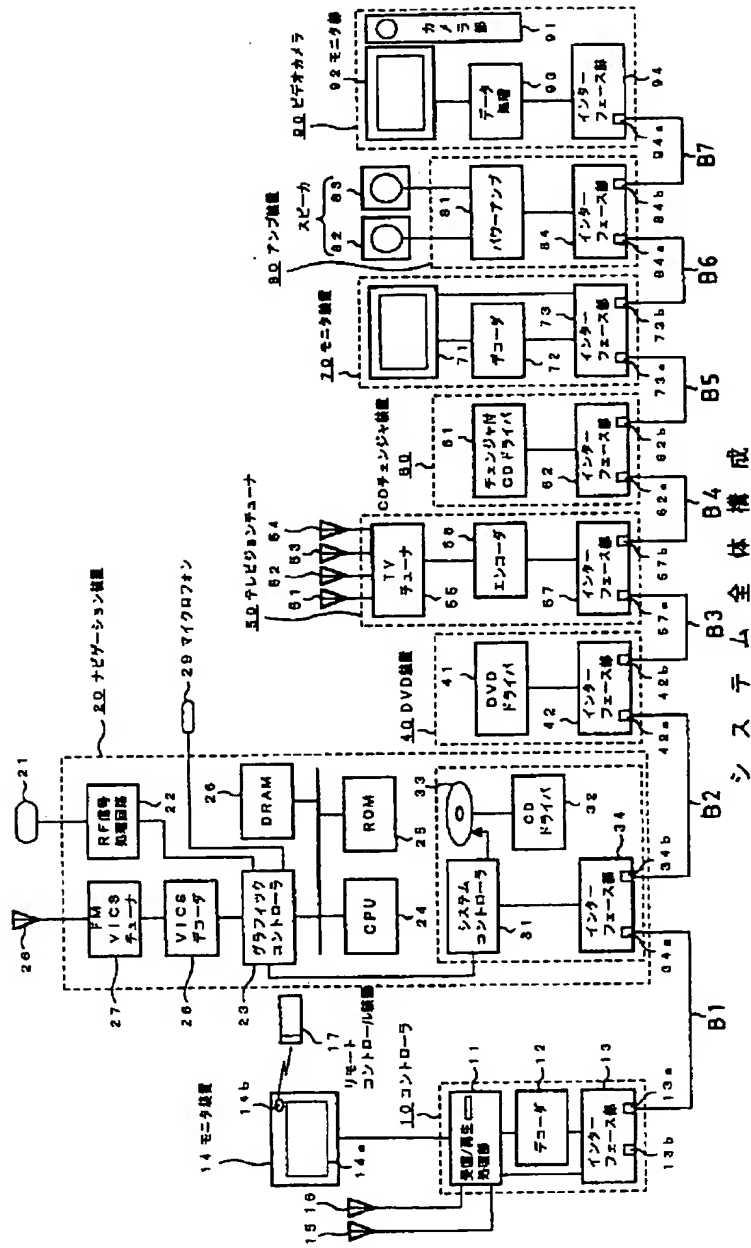 21
26
FM VICS
チューナ
27
VICS
デコーダ
28
RF信号
処理回路
22
20 ナビゲーション装置
29 マイクロフォン
グラフィック
コントローラ
23
DRAM
26
CPU
24
ROM
25
33
システム
コントローラ
31
CD
ドライバ
32
インター
フェース部
34
34a
34b
14 モニタ装置
14b
14a
17
リモート
コントロール装置
10 コントローラ
15
16
受信/再生
処理部
11
デコーダ
12
インター
フェース部
13
13b
13a
B1
B2
40 DVD装置
DVD
ドライバ
41
インター
フェース部
42
42a
42b
B3
50 テレビジョンチューナ
51
52
53
54
TV
チューナ
55
エンコーダ
56
インター
フェース部
57
57a
57b
B4
CDチェンジャ装置
60
チェンジャ付
CDドライバ
61
インター
フェース部
62
62a
62b
B5
70 モニタ装置
71
デコーダ
72
インター
フェース部
73
73a
73b
B6
80 アンプ装置
スピーカ
82
83
パワーアンプ
81
インター
フェース部
84
84a
84b
B7
90 ビデオカメラ
92 モニタ部
カメラ部
91
データ
処理
93
インター
フェース部
94
94a
システム全体構成